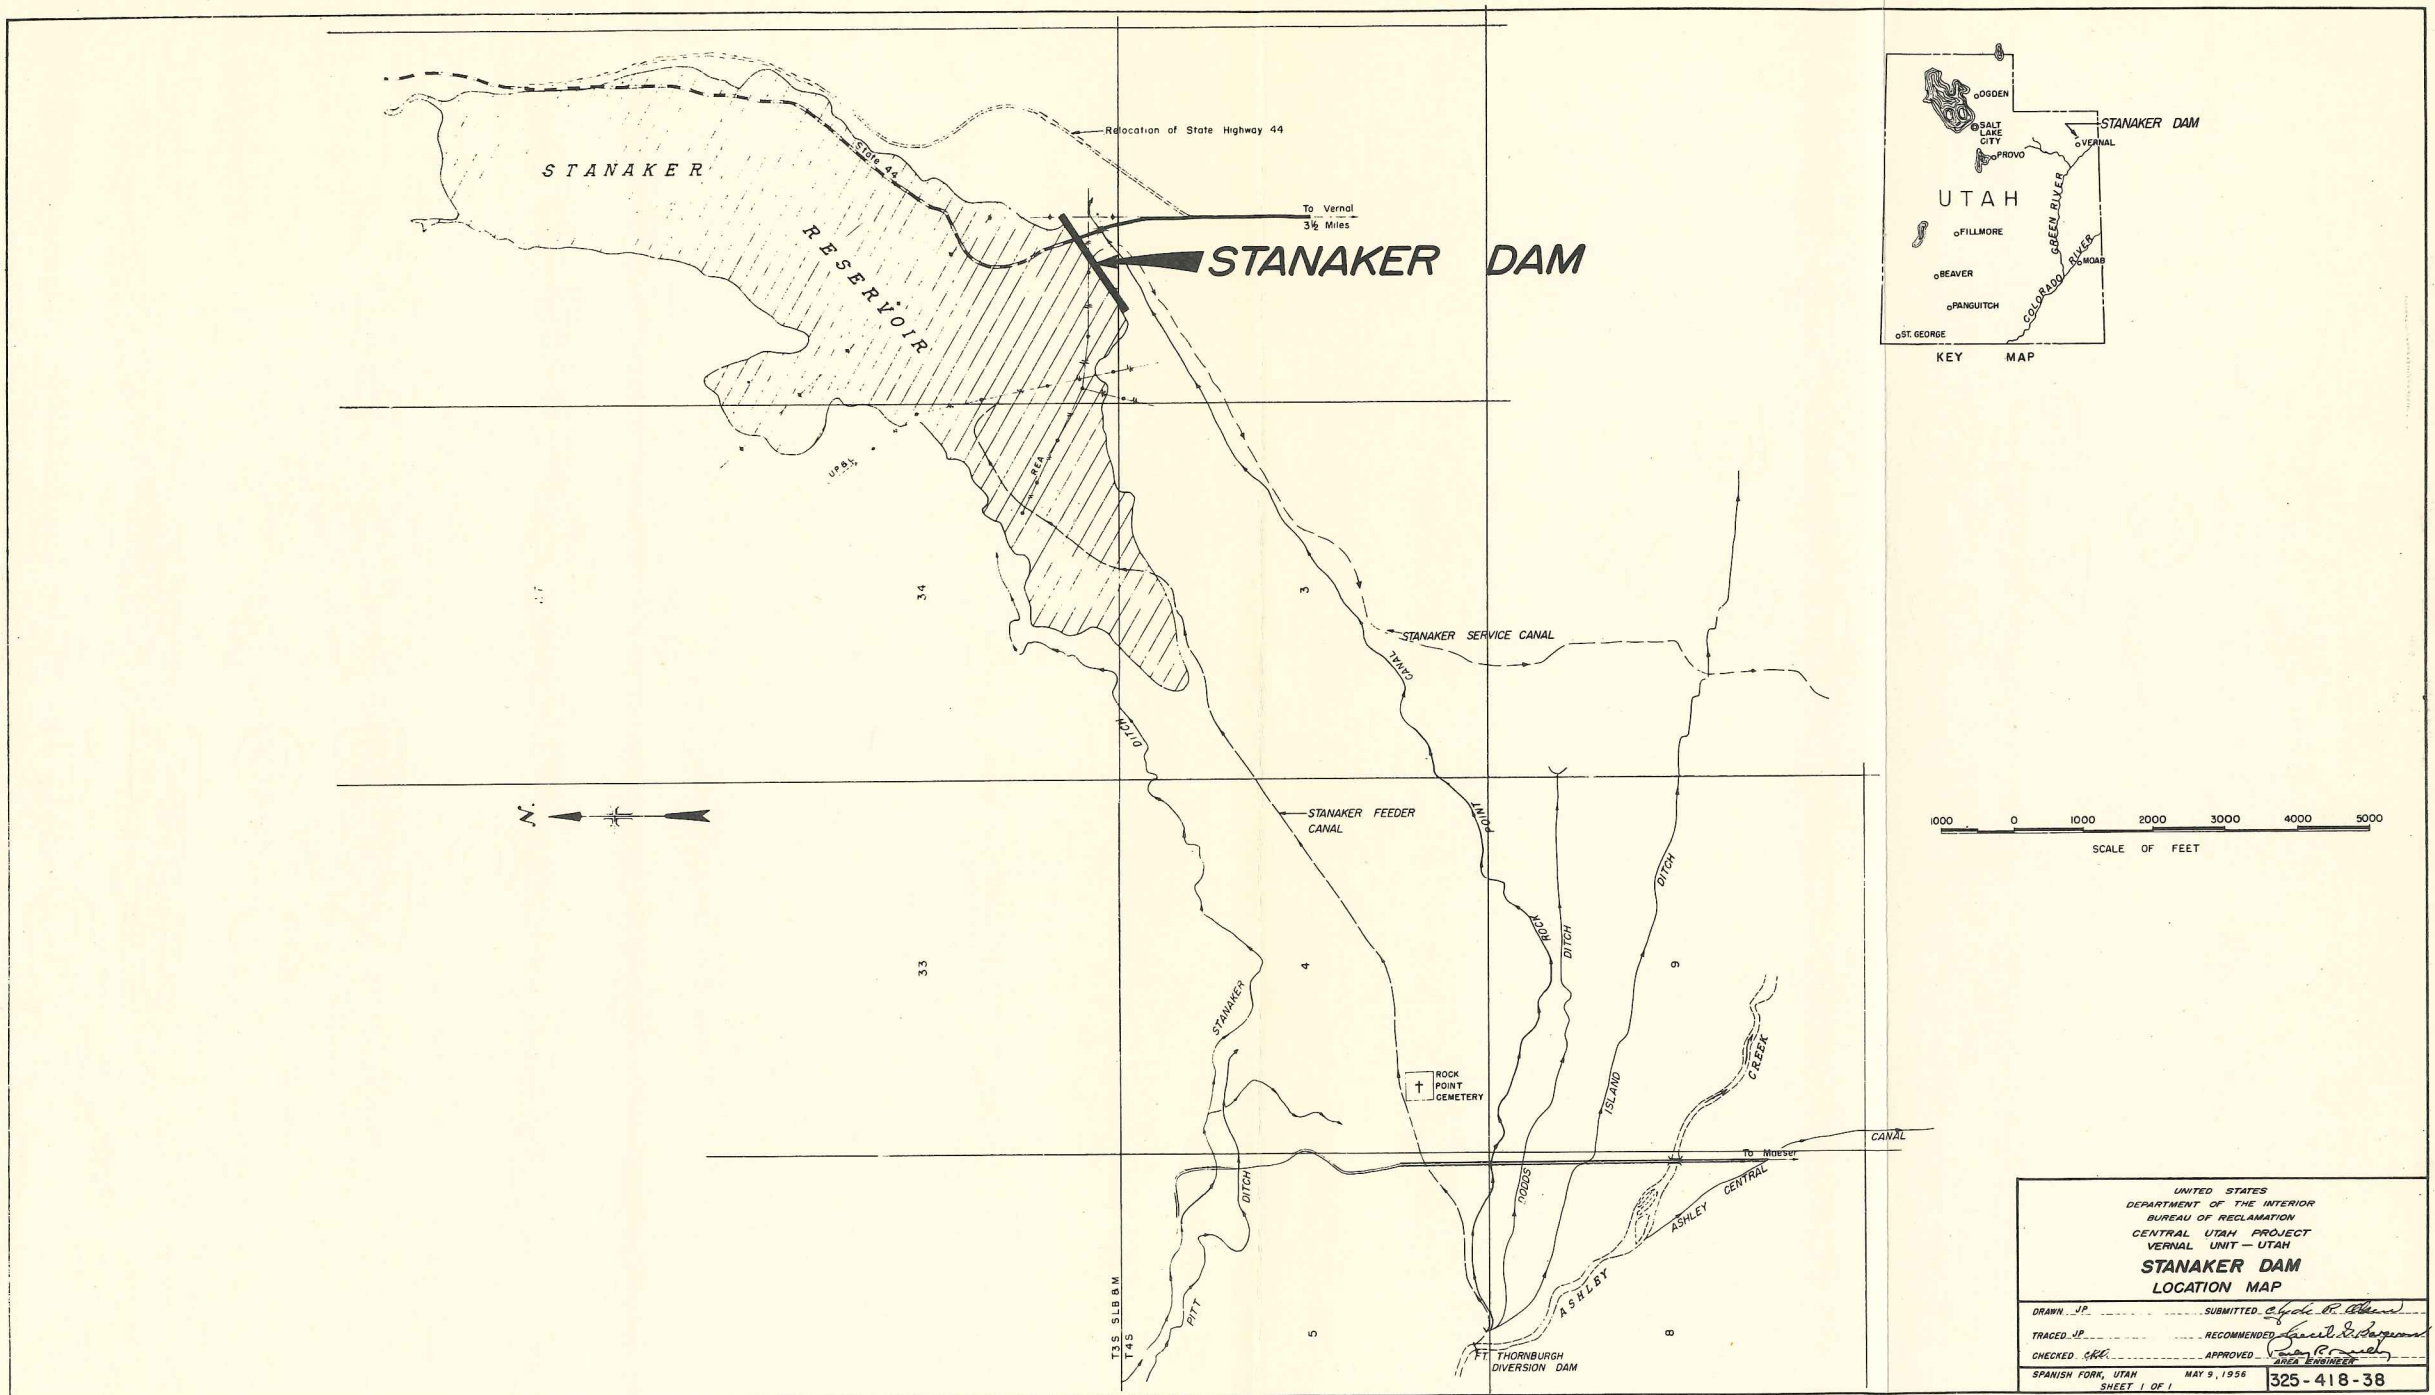 Relocation of State Highway 44
STANAKER
RESERVOIR
State 44
To Vernal
3½ Miles
STANAKER DAM
OGDEN
SALT
LAKE
CITY
PROVO
STANAKER DAM
VERNAL
UTAH
GREEN RIVER
FILLMORE
COLORADO RIVER
MOAB
BEAVER
PANGUITCH
ST. GEORGE
KEY MAP
U.P.&L.
REA
34
3
STANAKER SERVICE CANAL
ROCK POINT CANAL
STANAKER DITCH
N.
STANAKER FEEDER
CANAL
1000 0 1000 2000 3000 4000 5000
SCALE OF FEET
33
4
9
DODDS DITCH
ISLAND DITCH
ROCK
POINT
CEMETERY
ASHLEY CREEK
To Maeser
ASHLEY CENTRAL CANAL
PITT DITCH
T3S SLB&M
T4S
5
8
FT. THORNBURGH
DIVERSION DAM
UNITED STATES
DEPARTMENT OF THE INTERIOR
BUREAU OF RECLAMATION
CENTRAL UTAH PROJECT
VERNAL UNIT — UTAH
STANAKER DAM
LOCATION MAP
DRAWN JP SUBMITTED Clyde R. Olsen
TRACED JP RECOMMENDED
CHECKED APPROVED
AREA ENGINEER
SPANISH FORK, UTAH MAY 9, 1956
SHEET 1 OF 1
325-418-38